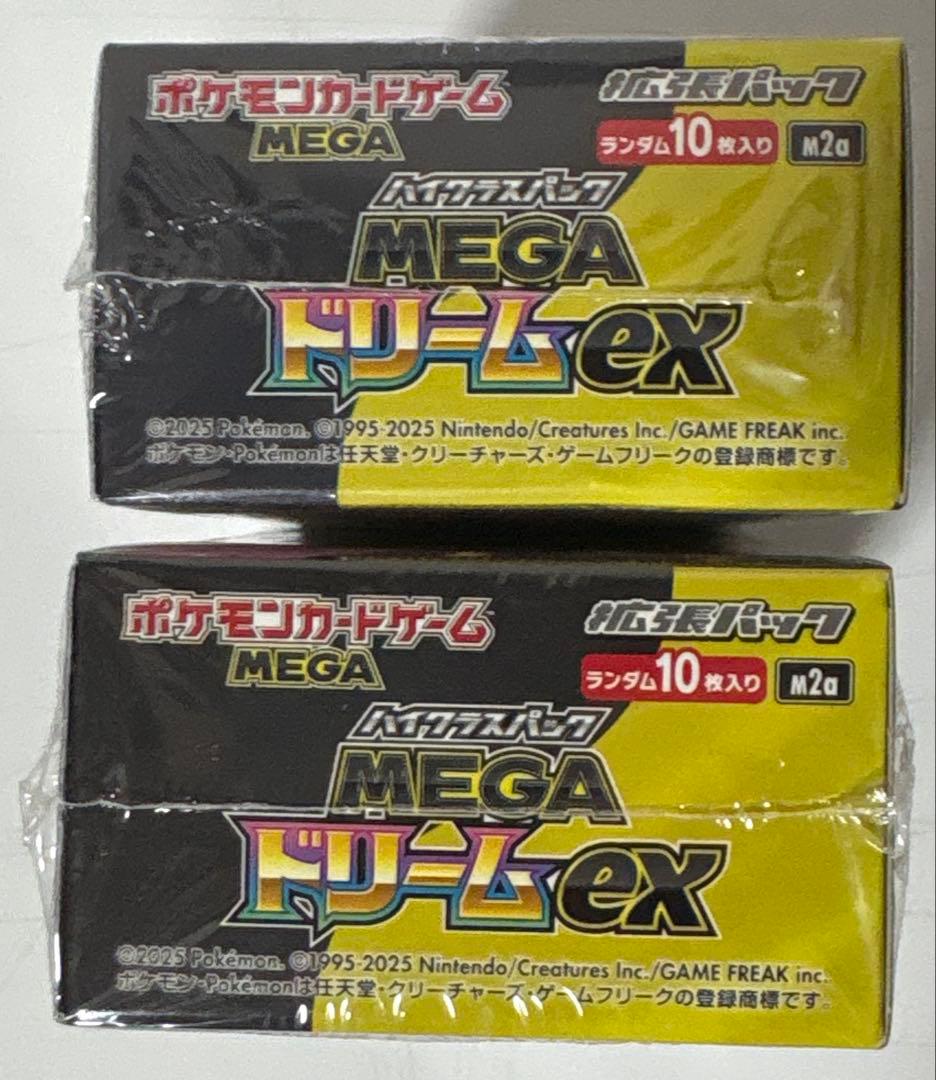 ポケモンカードゲーム
MEGA
拡張パック
ランダム10枚入り
M2a
ハイクラスパック
MEGA
ドリームex
©2025 Pokémon. ©1995-2025 Nintendo/Creatures Inc./GAME FREAK inc.
ポケモン・Pokémonは任天堂・クリーチャーズ・ゲームフリークの登録商標です。
ポケモンカードゲーム
MEGA
拡張パック
ランダム10枚入り
M2a
ハイクラスパック
MEGA
ドリームex
©2025 Pokémon. ©1995-2025 Nintendo/Creatures Inc./GAME FREAK inc.
ポケモン・Pokémonは任天堂・クリーチャーズ・ゲームフリークの登録商標です。